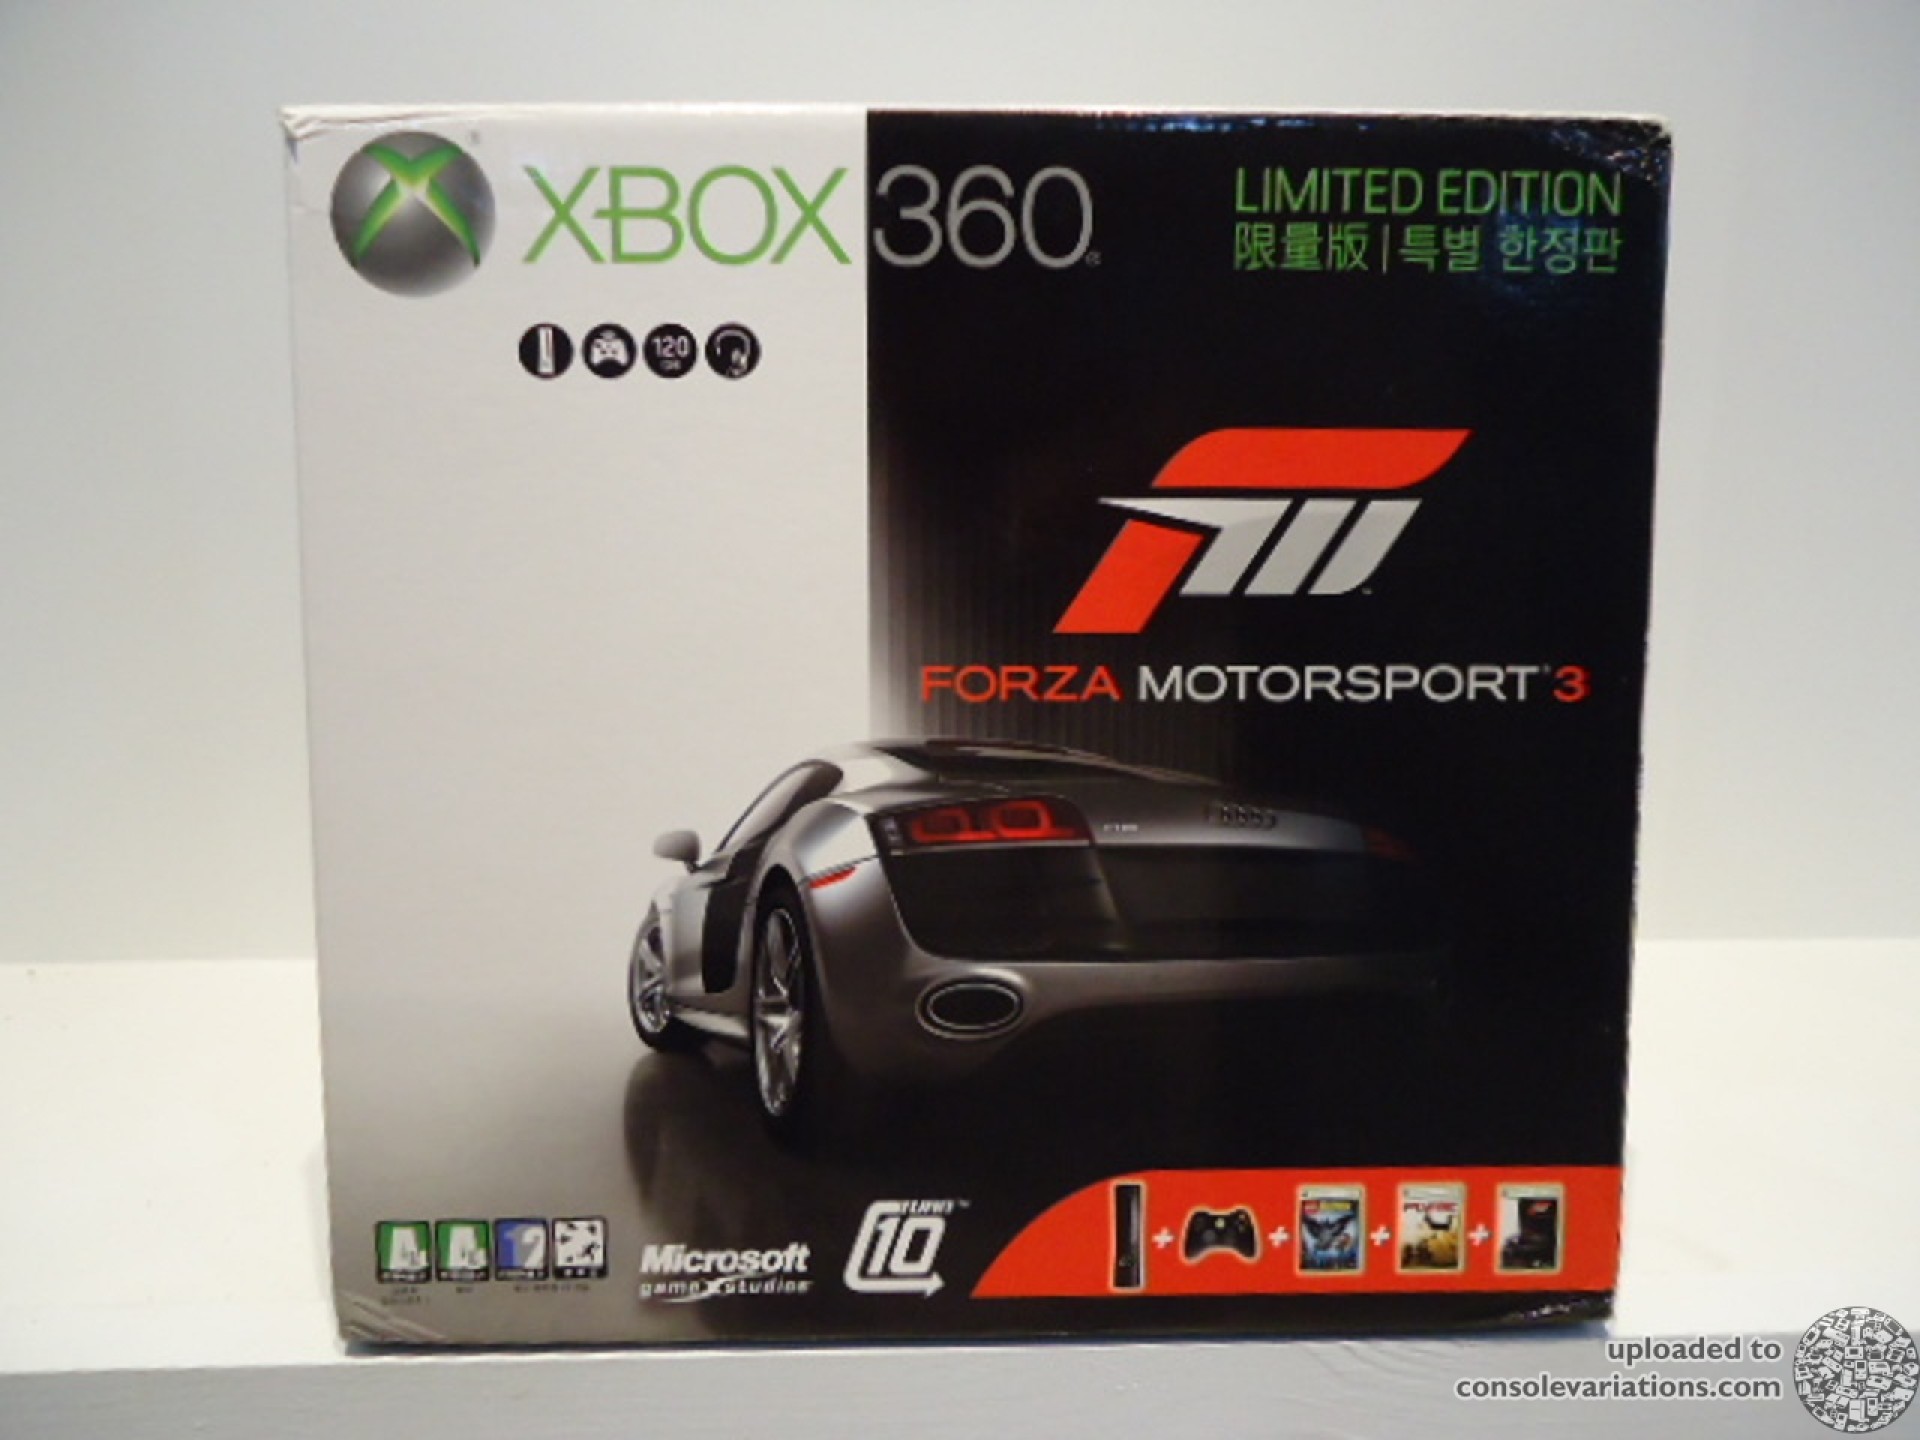 XBOX 360
LIMITED EDITION
限量版 | 특별 한정판
120
FORZA MOTORSPORT 3
Microsoft
game studios
10
uploaded to
consolevariations.com